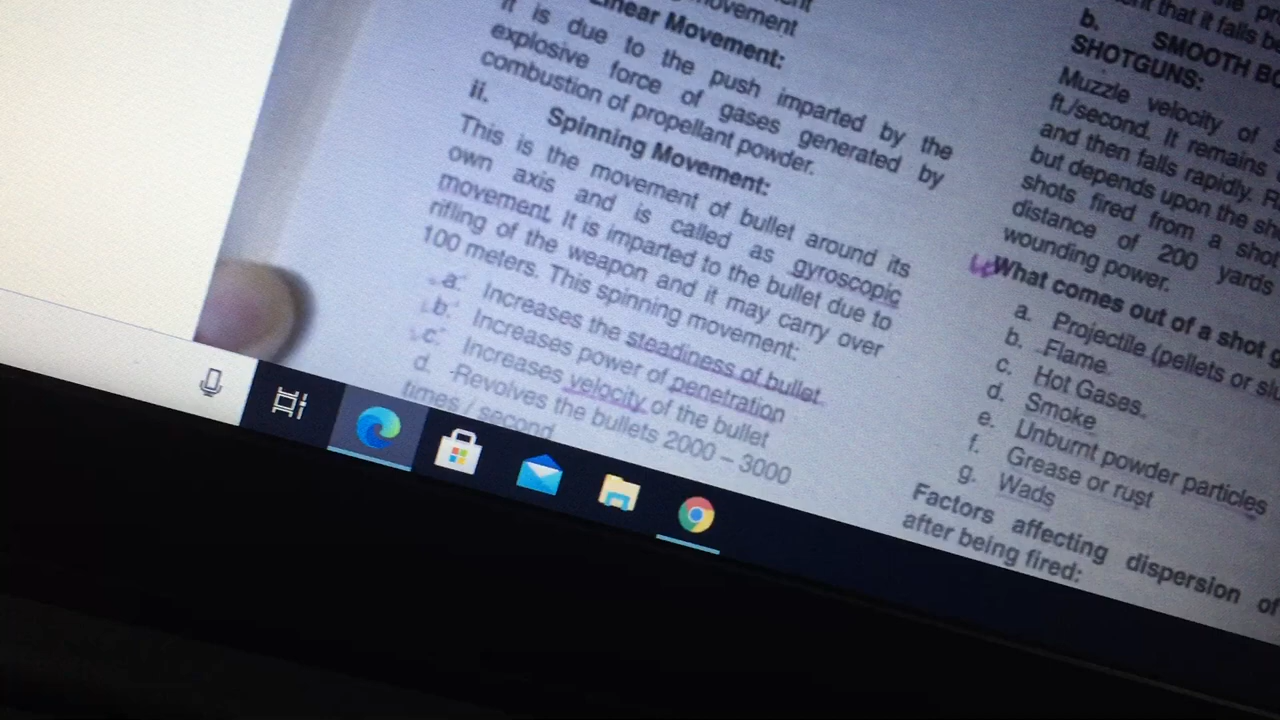 ovement
Linear Movement:
It is due to the push imparted by the
explosive force of gases generated by
combustion of propellant powder.
ii. Spinning Movement:
This is the movement of bullet around its
own axis and is called as gyroscopic
movement. It is imparted to the bullet due to
rifling of the weapon and it may carry over
100 meters. This spinning movement:
a. Increases the steadiness of bullet
b. Increases power of penetration
c. Increases velocity of the bullet
d. -Revolves the bullets 2000 – 3000
times / second
that it falls
b. SMOOTH
SHOTGUNS:
Muzzle velocity of
ft./second. It remains
and then falls rapidly.
but depends upon the
shots fired from a shot
distance of 200 yards
wounding power.
What comes out of a shot
a. Projectile (pellets or
b. Flame.
c. Hot Gases.
d. Smoke
e. Unburnt powder particles
f. Grease or rust
g. Wads
Factors affecting dispersion of
after being fired: